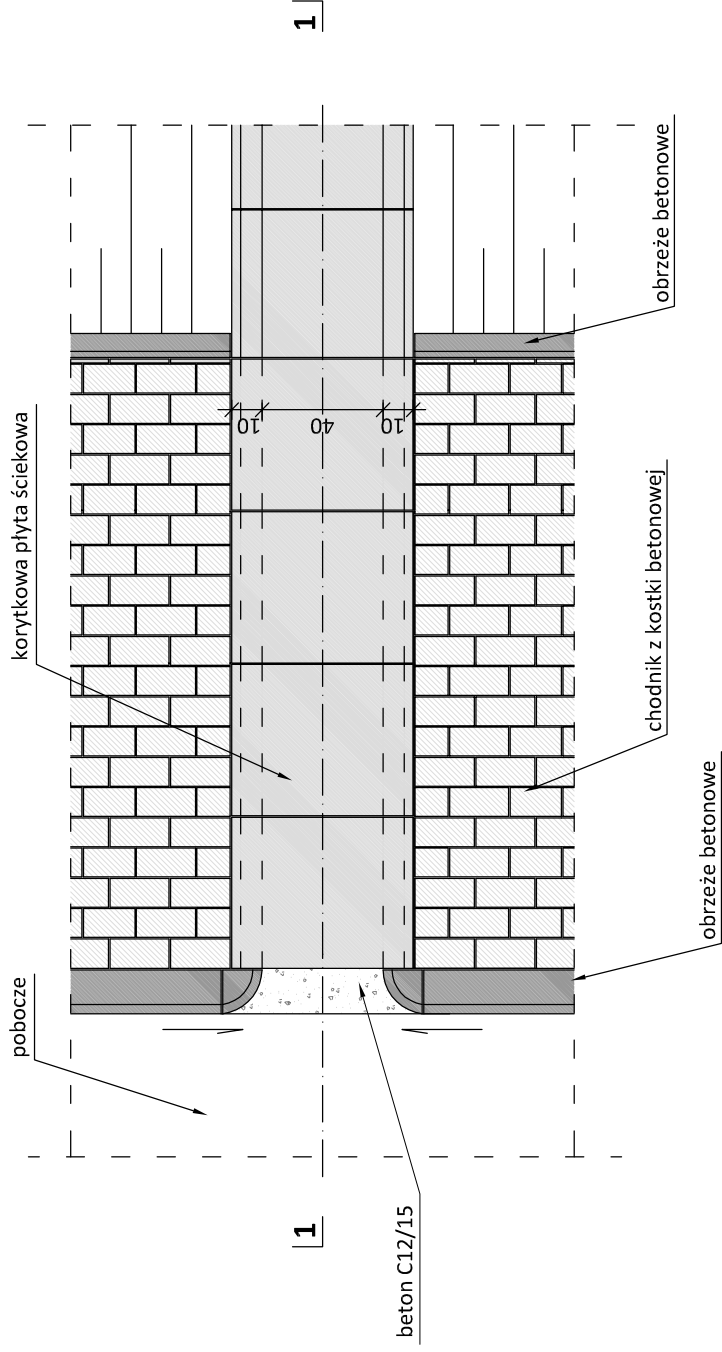 1
1
korytkowa płyta ściekowa
pobocze
10
40
10
obrzeże betonowe
chodnik z kostki betonowej
obrzeże betonowe
beton C12/15